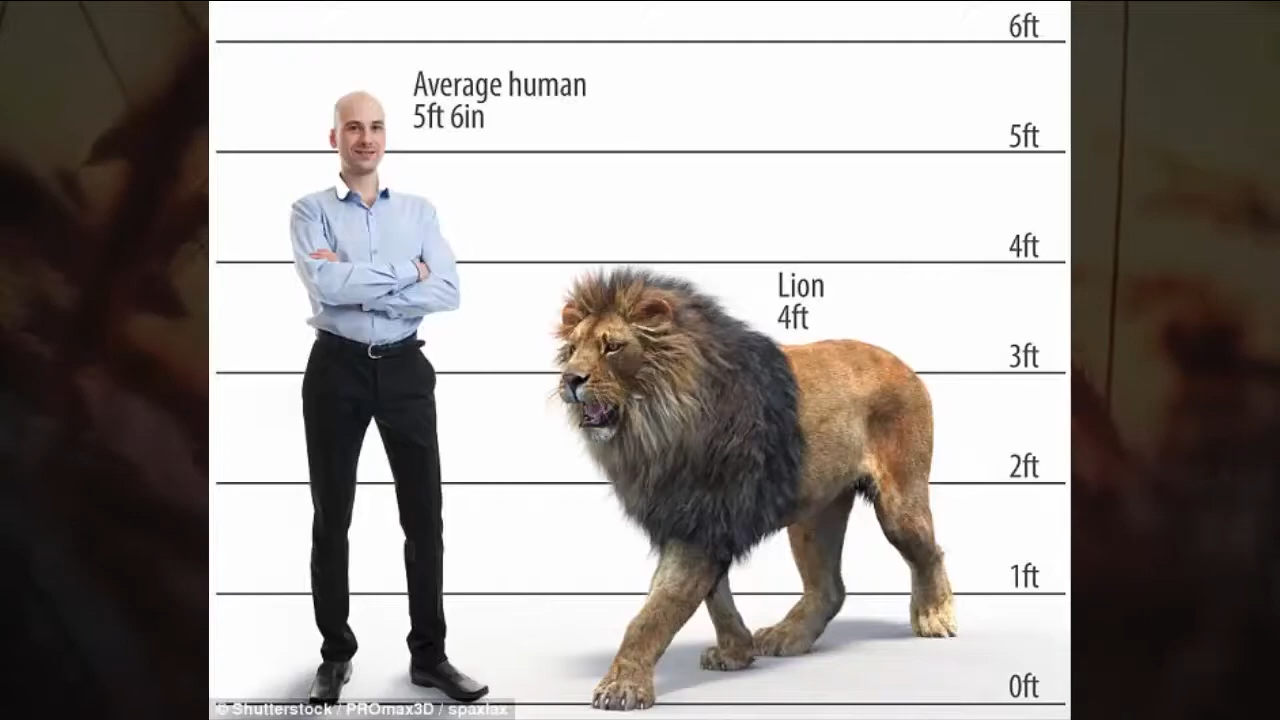 6ft
Average human
5ft 6in
5ft
4ft
Lion
4ft
3ft
2ft
1ft
0ft
© Shutterstock / PROmax3D / spaxiax